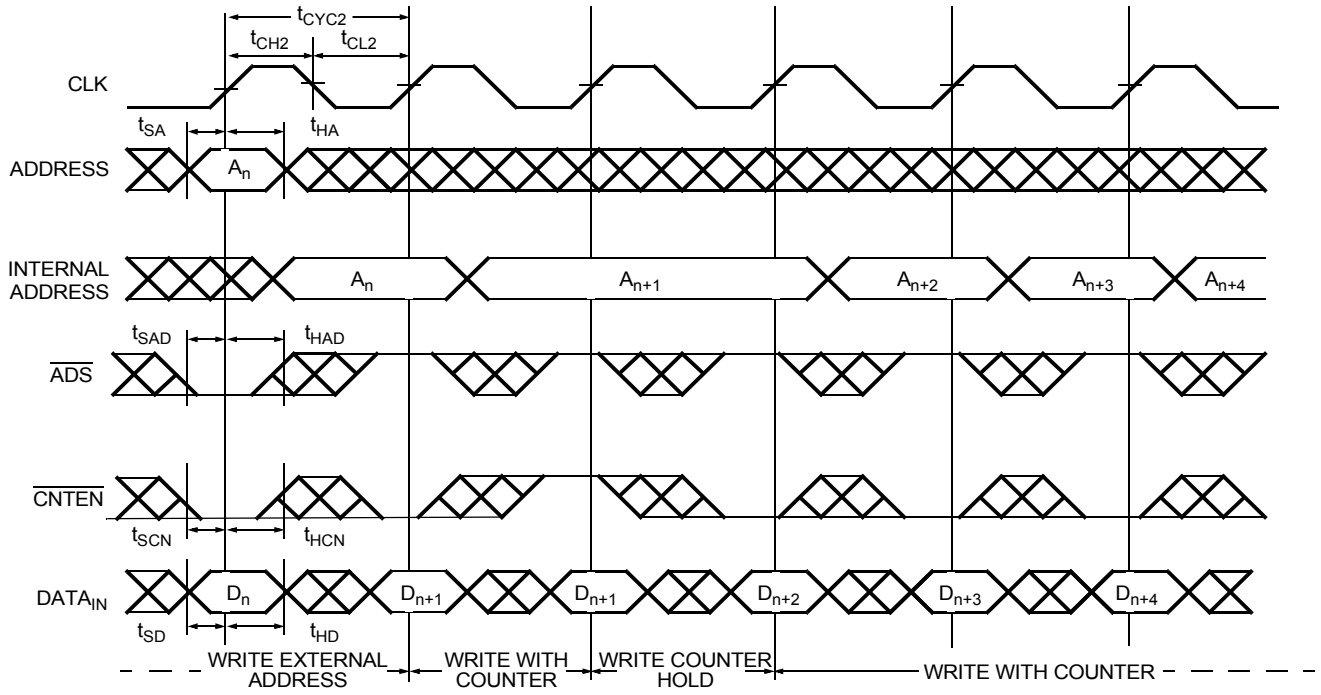 tCYC2
tCH2 tCL2
CLK
tSA tHA
ADDRESS An
INTERNAL ADDRESS An An+1 An+2 An+3 An+4
tSAD tHAD
ADS
CNTEN
tSCN tHCN
DATAIN Dn Dn+1 Dn+1 Dn+2 Dn+3 Dn+4
tSD tHD
WRITE EXTERNAL ADDRESS WRITE WITH COUNTER WRITE COUNTER HOLD WRITE WITH COUNTER